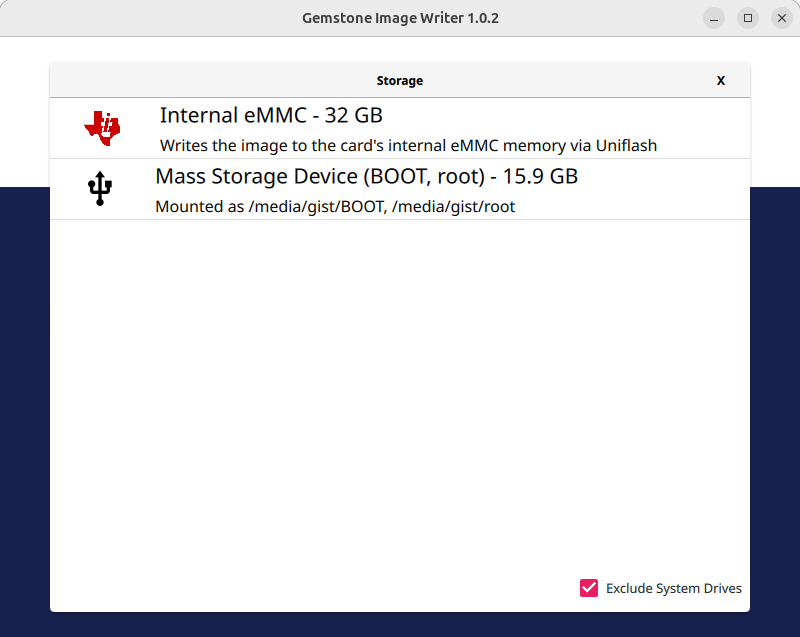 Gemstone Image Writer 1.0.2
Storage
X
Internal eMMC - 32 GB
Writes the image to the card's internal eMMC memory via Uniflash
Mass Storage Device (BOOT, root) - 15.9 GB
Mounted as /media/gist/BOOT, /media/gist/root
Exclude System Drives